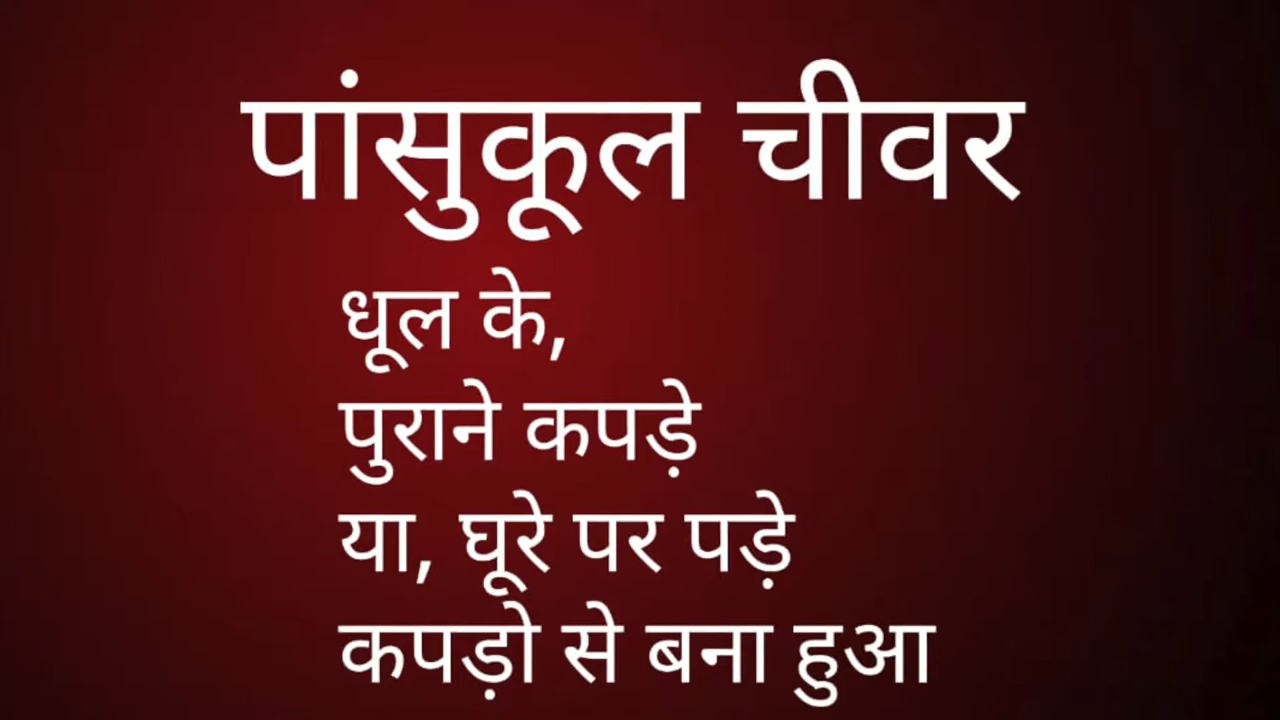 पांसुकूल चीवर
धूल के,
पुराने कपड़े
या, घूरे पर पड़े
कपड़ो से बना हुआ